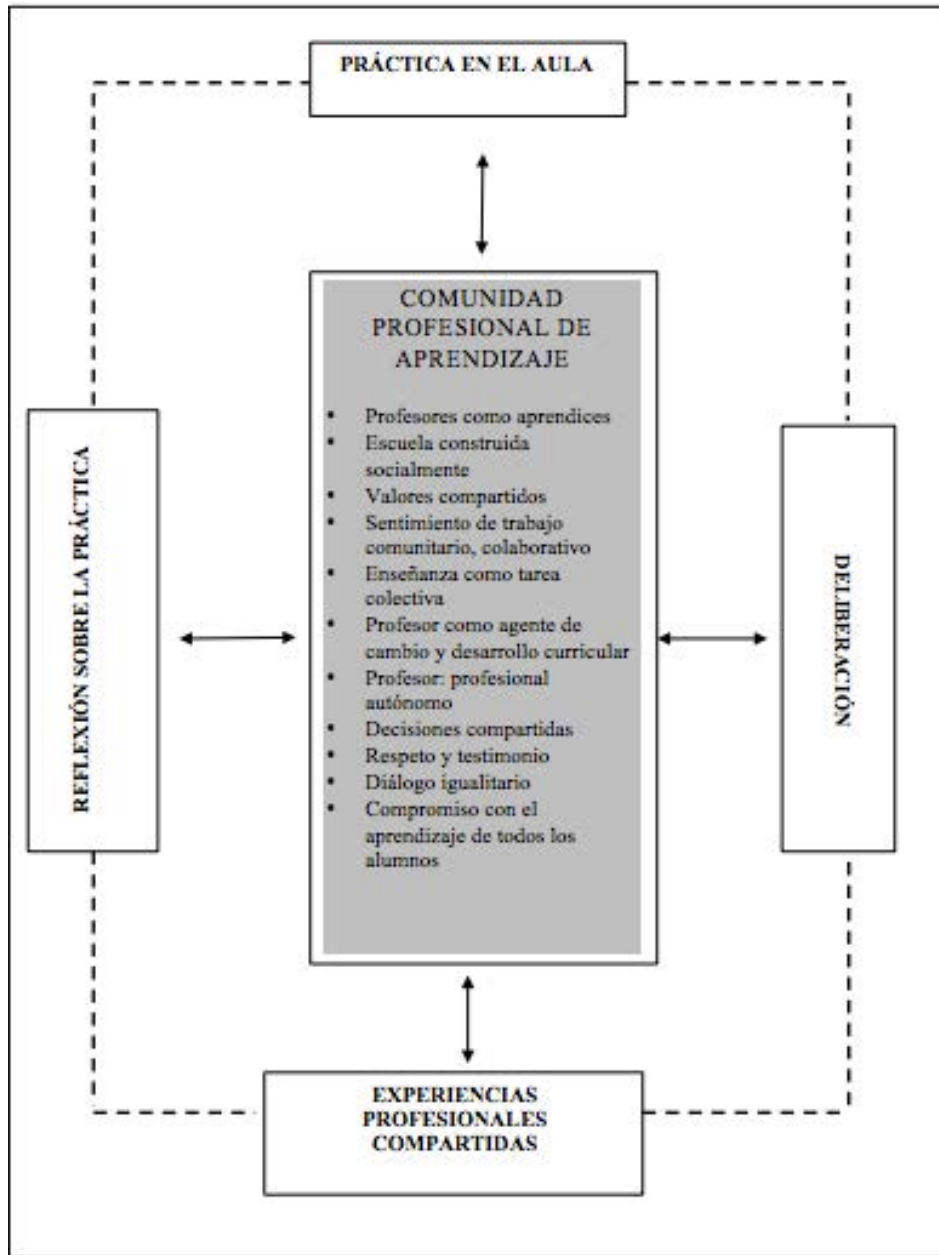 PRÁCTICA EN EL AULA
COMUNIDAD
PROFESIONAL DE
APRENDIZAJE
• Profesores como aprendices
• Escuela construida
socialmente
• Valores compartidos
• Sentimiento de trabajo
comunitario, colaborativo
• Enseñanza como tarea
colectiva
• Profesor como agente de
cambio y desarrollo curricular
• Profesor: profesional
autónomo
• Decisiones compartidas
• Respeto y testimonio
• Diálogo igualitario
• Compromiso con el
aprendizaje de todos los
alumnos
REFLEXIÓN SOBRE LA PRÁCTICA
DELIBERACIÓN
EXPERIENCIAS
PROFESIONALES
COMPARTIDAS